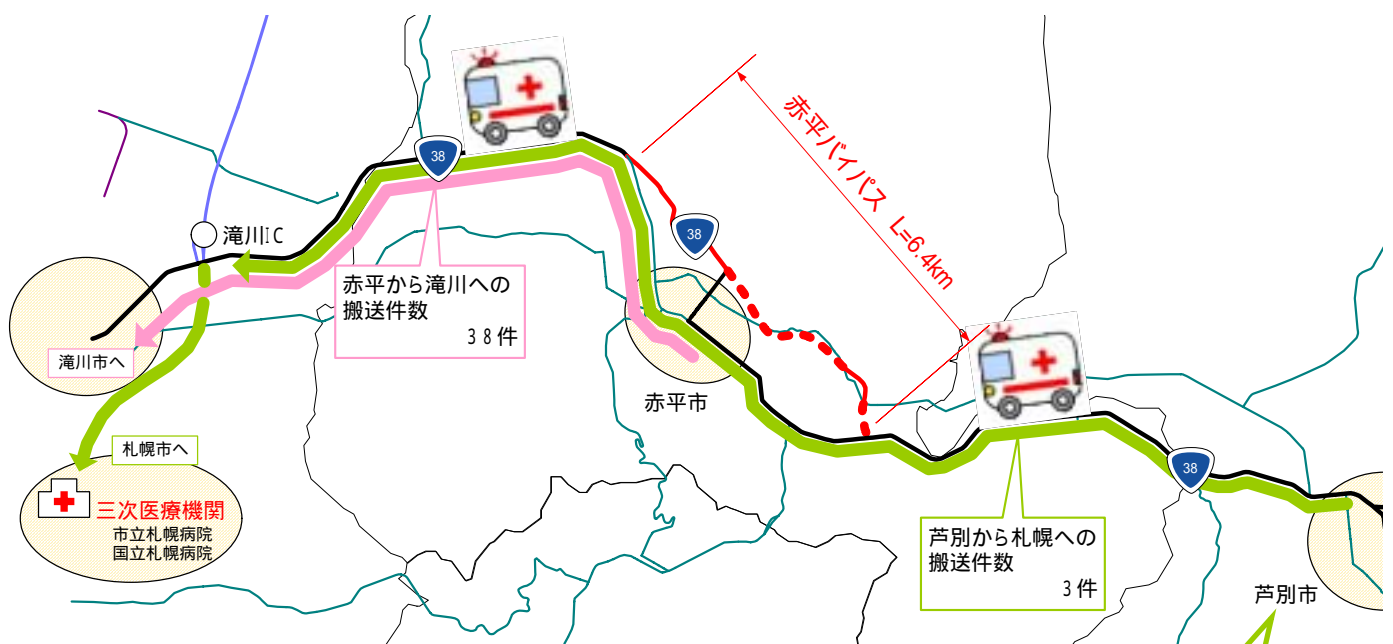 38
赤平バイパス L=6.4km
38
滝川IC
赤平から滝川への
搬送件数
38件
滝川市へ
赤平市
札幌市へ
三次医療機関
市立札幌病院
国立札幌病院
38
芦別から札幌への
搬送件数
3件
芦別市